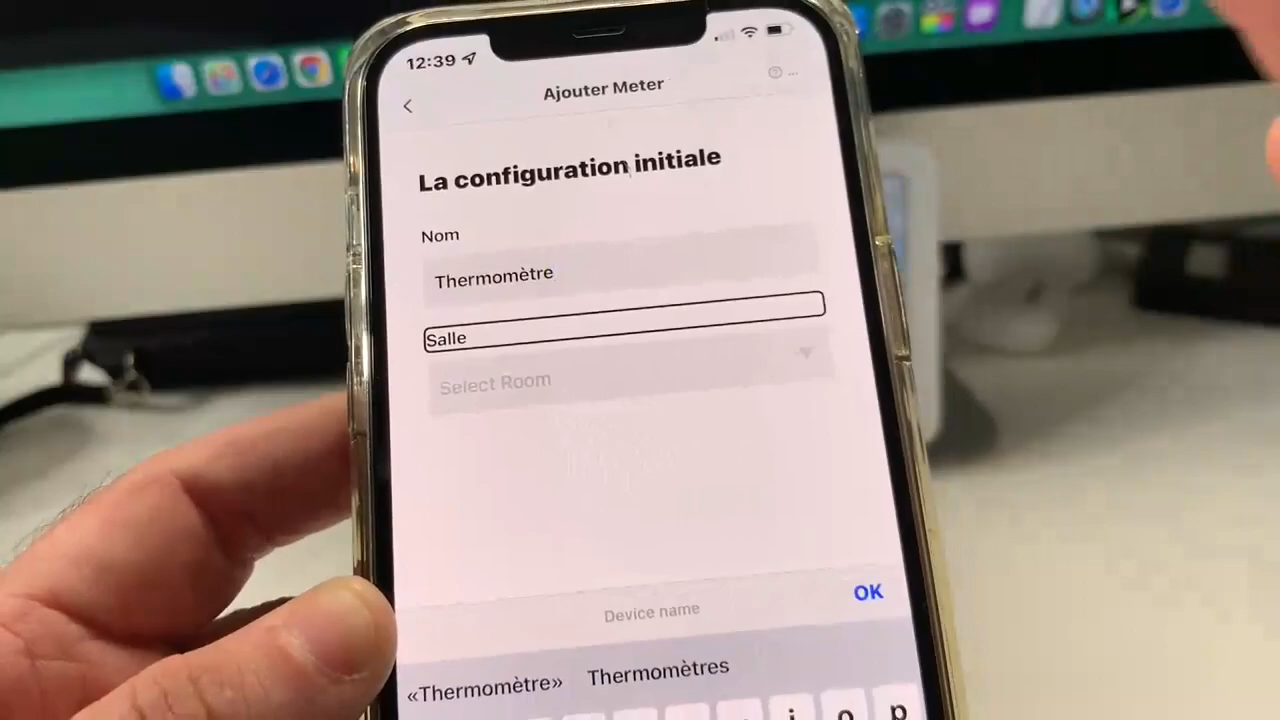 12:39
Ajouter Meter
La configuration initiale
Nom
Thermomètre
Salle
Select Room
Device name
OK
«Thermomètre»
Thermomètres
i o p